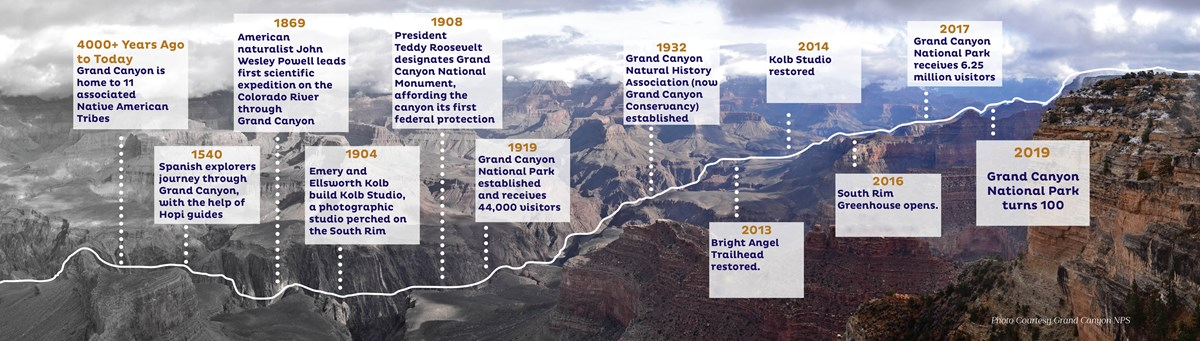 4000+ Years Ago
to Today
Grand Canyon is
home to 11
associated
Native American
Tribes
1540
Spanish explorers
journey through
Grand Canyon,
with the help of
Hopi guides
1869
American
naturalist John
Wesley Powell leads
first scientific
expedition on the
Colorado River
through
Grand Canyon
1904
Emery and
Ellsworth Kolb
build Kolb Studio,
a photographic
studio perched on
the South Rim
1908
President
Teddy Roosevelt
designates Grand
Canyon National
Monument,
affording the
canyon its first
federal protection
1919
Grand Canyon
National Park
established
and receives
44,000 visitors
1932
Grand Canyon
Natural History
Association (now
Grand Canyon
Conservancy)
established
2013
Bright Angel
Trailhead
restored.
2014
Kolb Studio
restored
2016
South Rim
Greenhouse opens.
2017
Grand Canyon
National Park
receives 6.25
million visitors
2019
Grand Canyon
National Park
turns 100
Photo Courtesy Grand Canyon NPS